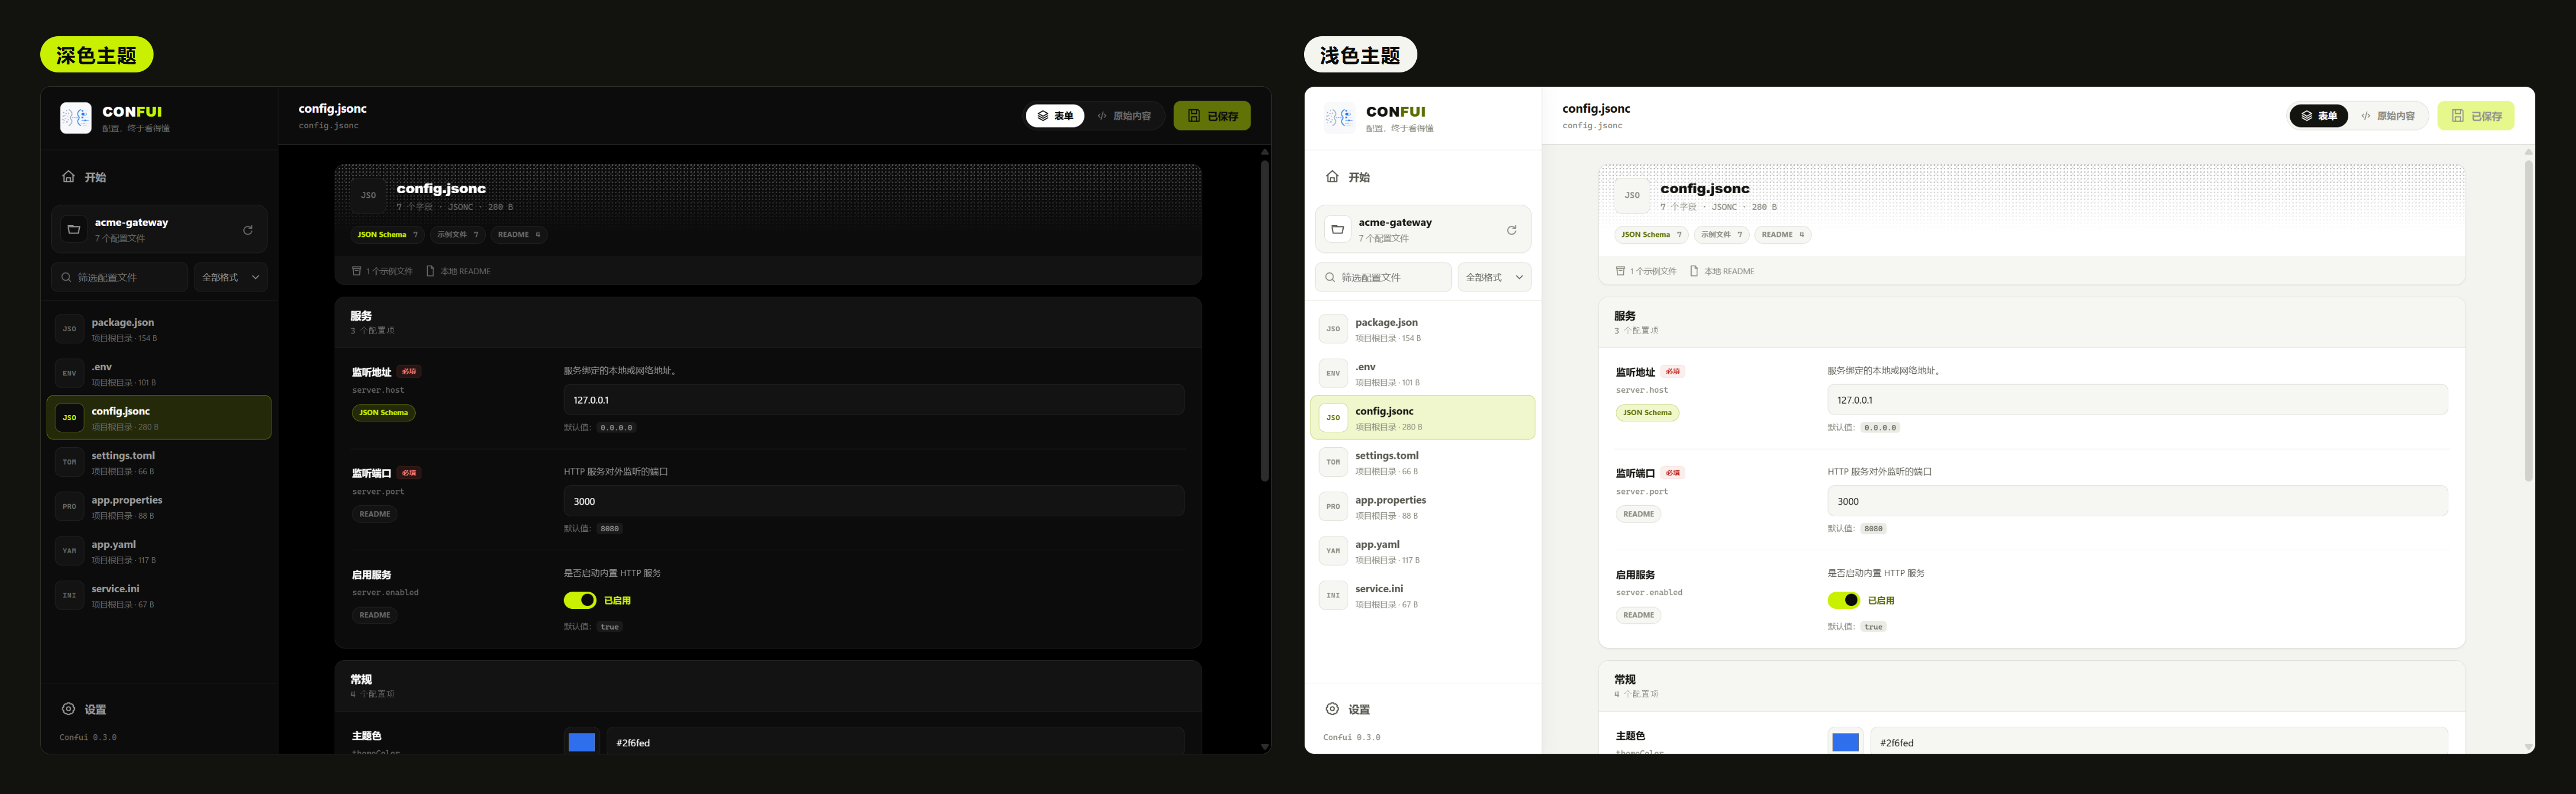 深色主题
CONFUI
配置，终于看得懂
开始
acme-gateway
7 个配置文件
筛选配置文件 全部格式
JSO package.json
项目根目录 · 154 B
ENV .env
项目根目录 · 101 B
JSO config.jsonc
项目根目录 · 280 B
TOM settings.toml
项目根目录 · 66 B
PRO app.properties
项目根目录 · 88 B
YAM app.yaml
项目根目录 · 117 B
INI service.ini
项目根目录 · 67 B
设置
Confui 0.3.0
config.jsonc
config.jsonc
表单 原始内容 已保存
JSO config.jsonc
7 个字段 · JSONC · 280 B
JSON Schema 7 示例文件 7 README 4
1 个示例文件 本地 README
服务
3 个配置项
监听地址 必填
server.host
JSON Schema
服务绑定的本地或网络地址。
127.0.0.1
默认值： 0.0.0.0
监听端口 必填
server.port
README
HTTP 服务对外监听的端口
3000
默认值： 8080
启用服务
server.enabled
README
是否启动内置 HTTP 服务
已启用
默认值： true
常规
4 个配置项
主题色
themeColor
#2f6fed
浅色主题
CONFUI
配置，终于看得懂
开始
acme-gateway
7 个配置文件
筛选配置文件 全部格式
JSO package.json
项目根目录 · 154 B
ENV .env
项目根目录 · 101 B
JSO config.jsonc
项目根目录 · 280 B
TOM settings.toml
项目根目录 · 66 B
PRO app.properties
项目根目录 · 88 B
YAM app.yaml
项目根目录 · 117 B
INI service.ini
项目根目录 · 67 B
设置
Confui 0.3.0
config.jsonc
config.jsonc
表单 原始内容 已保存
JSO config.jsonc
7 个字段 · JSONC · 280 B
JSON Schema 7 示例文件 7 README 4
1 个示例文件 本地 README
服务
3 个配置项
监听地址 必填
server.host
JSON Schema
服务绑定的本地或网络地址。
127.0.0.1
默认值： 0.0.0.0
监听端口 必填
server.port
README
HTTP 服务对外监听的端口
3000
默认值： 8080
启用服务
server.enabled
README
是否启动内置 HTTP 服务
已启用
默认值： true
常规
4 个配置项
主题色
themeColor
#2f6fed